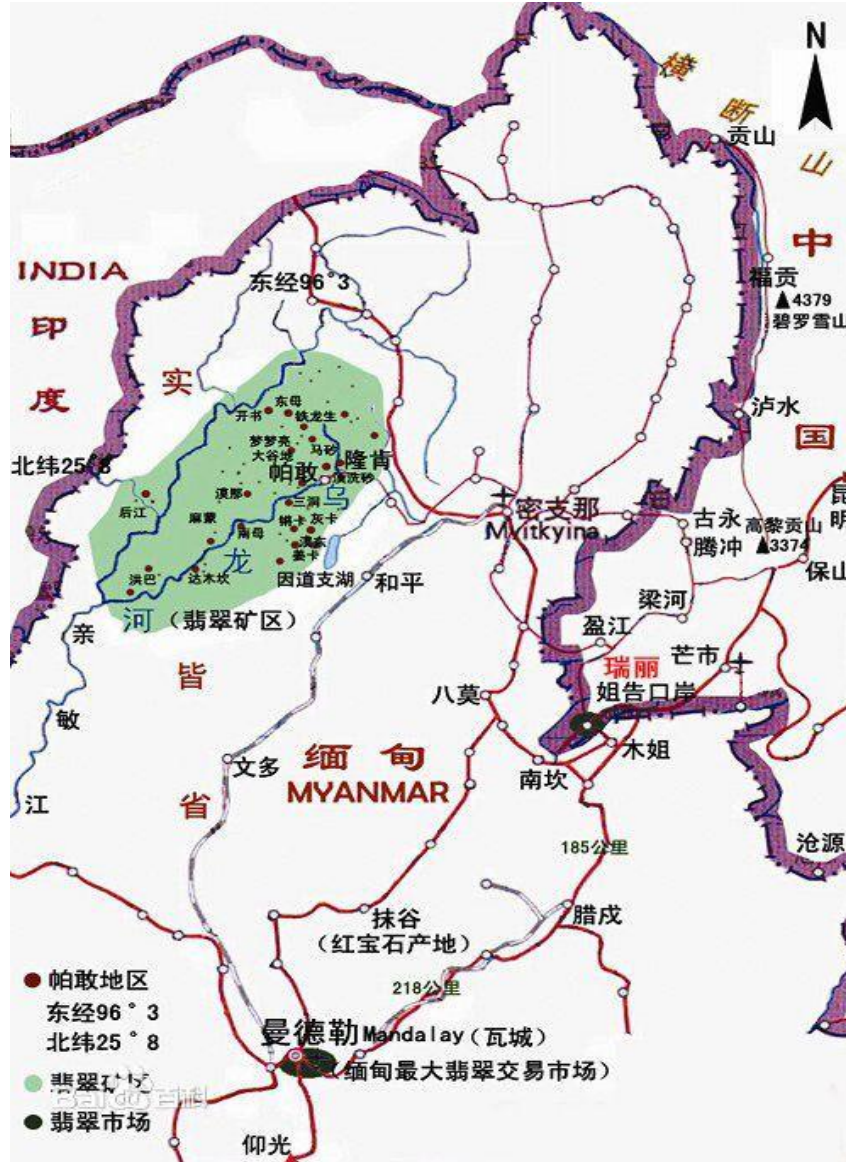 N
横
断
山
贡山
中
国
INDIA
印
度
东经96°3
福贡
▲4379
碧罗雪山
实
皆
省
东母
开书
铁龙生
泸水
梦梦亮
大谷地
马砂
北纬25°8
帕敢
隆肯
乌
龙
河
(翡翠矿区)
漠那
后江
三洞
麻蒙
南母
灰卡
姜卡
洪巴
达木坎
因道支湖
和平
密支那
Myitkyina
古永
腾冲
高黎贡山
▲3374
昆
明
保山
梁河
盈江
亲
敏
江
瑞丽
芒市
姐告口岸
八莫
木姐
南坎
文多
缅甸
MYANMAR
沧源
185公里
抹谷
(红宝石产地)
腊戌
218公里
帕敢地区
东经96°3
北纬25°8
曼德勒 Mandalay (瓦城)
(缅甸最大翡翠交易市场)
翡翠矿区
Bai 百科
翡翠市场
仰光